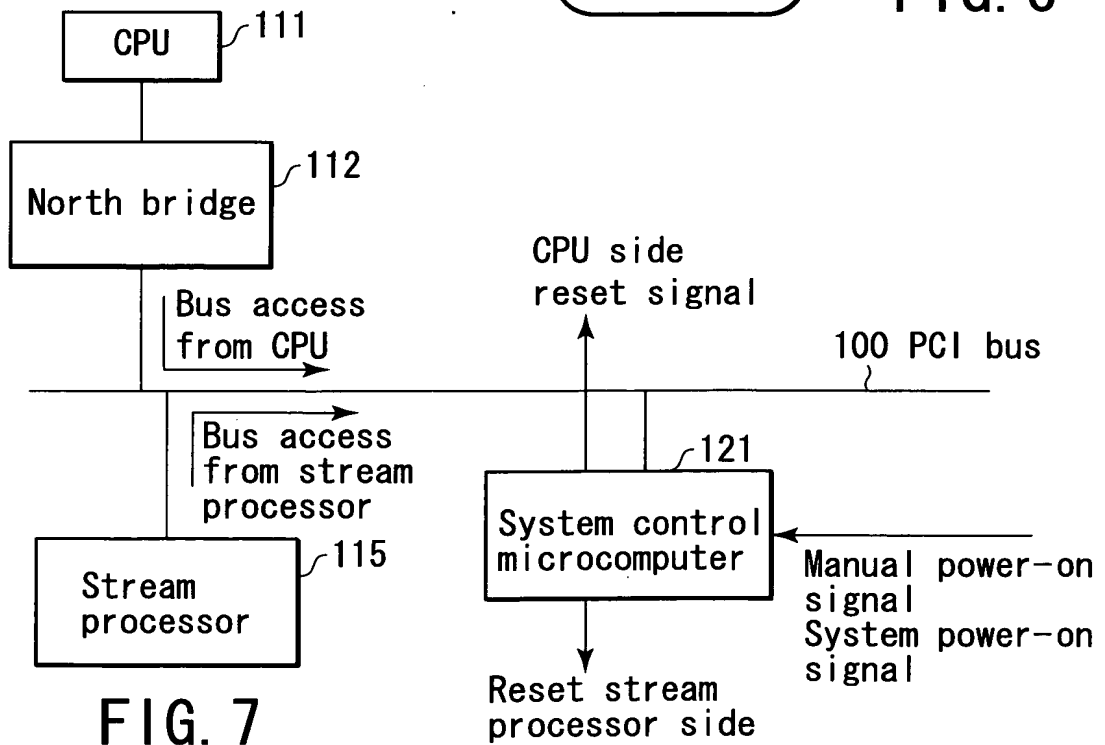 FIG. 6
CPU
111
North bridge
112
CPU side
reset signal
Bus access
from CPU
100 PCI bus
Bus access
from stream
processor
121
System control
microcomputer
Manual power-on
signal
System power-on
signal
Stream
processor
115
Reset stream
processor side
FIG. 7